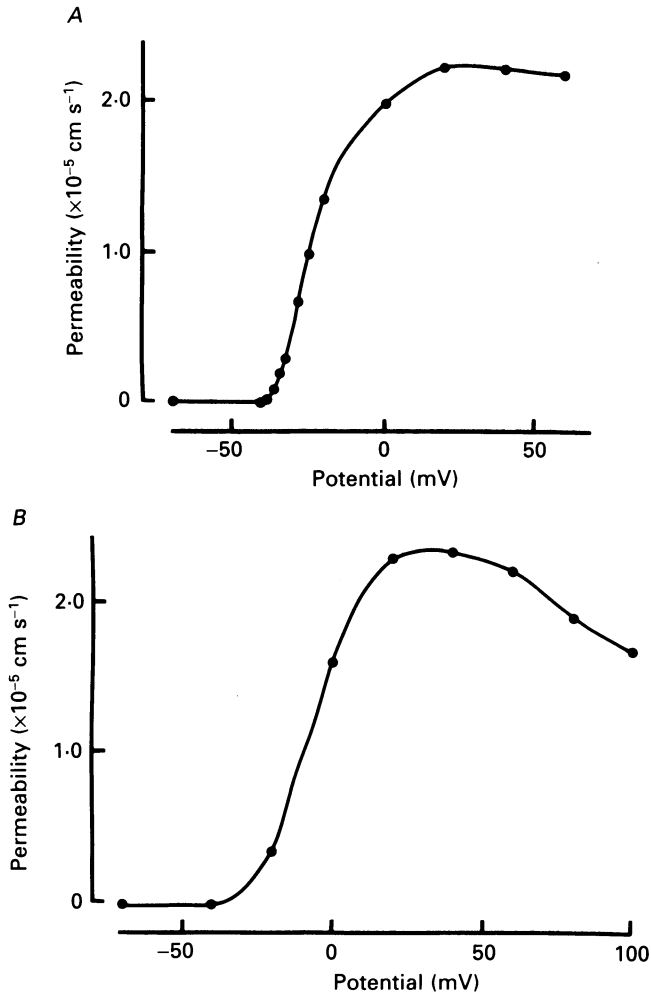 A
Permeability (×10⁻⁵ cm s⁻¹)
2·0
1·0
0
−50
0
50
Potential (mV)
B
Permeability (×10⁻⁵ cm s⁻¹)
2·0
1·0
0
−50
0
50
100
Potential (mV)